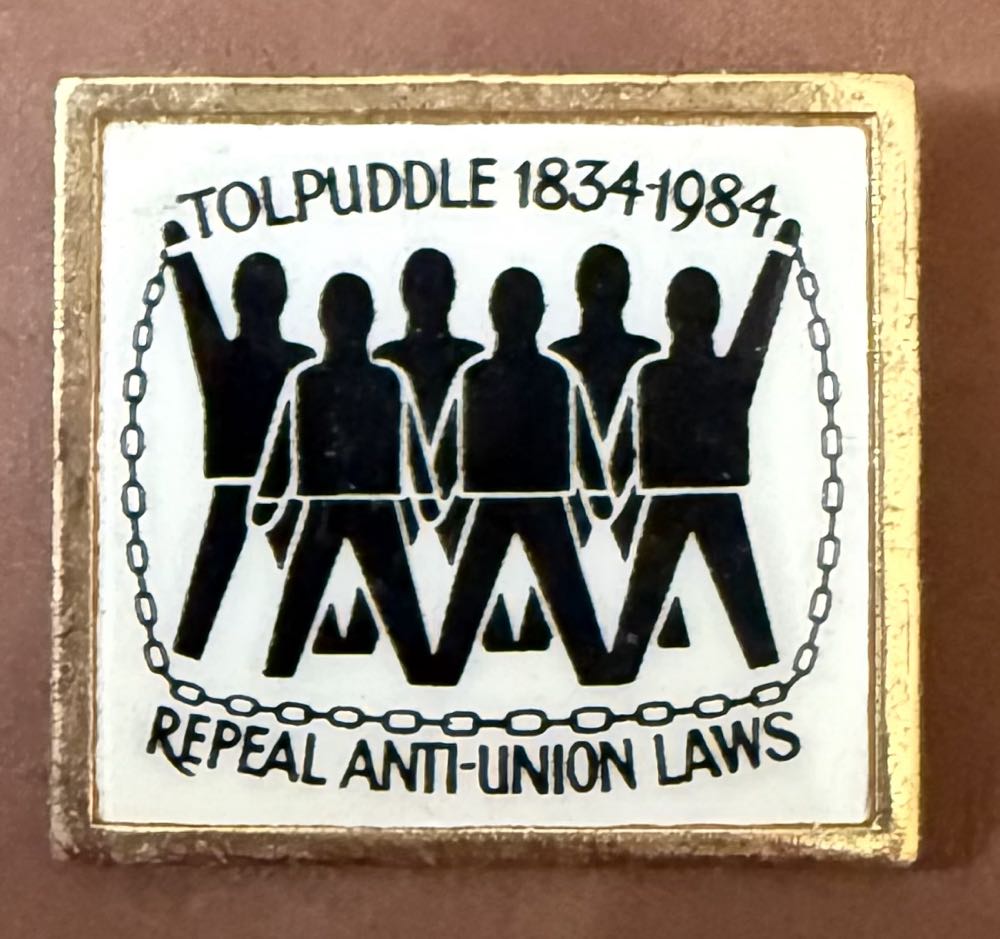 TOLPUDDLE 1834-1984
REPEAL ANTI-UNION LAWS